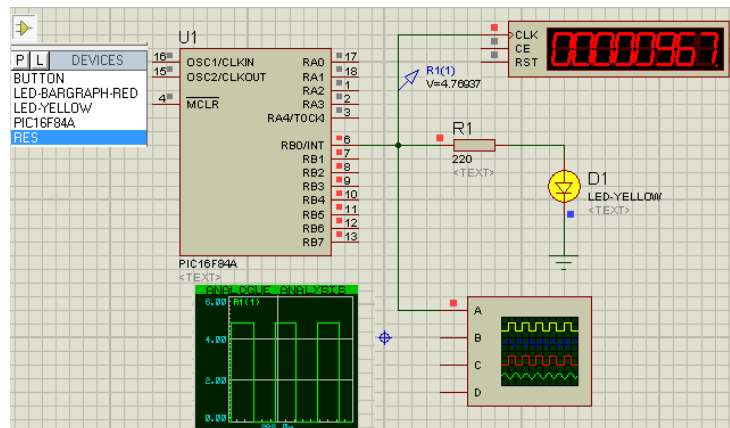 P L DEVICES
BUTTON
LED-BARGRAPH-RED
LED-YELLOW
PIC16F84A
RES
U1
16 OSC1/CLKIN
15 OSC2/CLKOUT
4 MCLR
RA0 17
RA1 18
RA2 1
RA3 2
RA4/TOCKI 3
RB0/INT 6
RB1 7
RB2 8
RB3 9
RB4 10
RB5 11
RB6 12
RB7 13
PIC16F84A
<TEXT>
R1(1)
V=4.76937
CLK
CE
RST
00000967
R1
220
<TEXT>
D1
LED-YELLOW
<TEXT>
ANALOGUE ANALYSIS
6.00 R1(1)
4.00
2.00
0.00
A
B
C
D